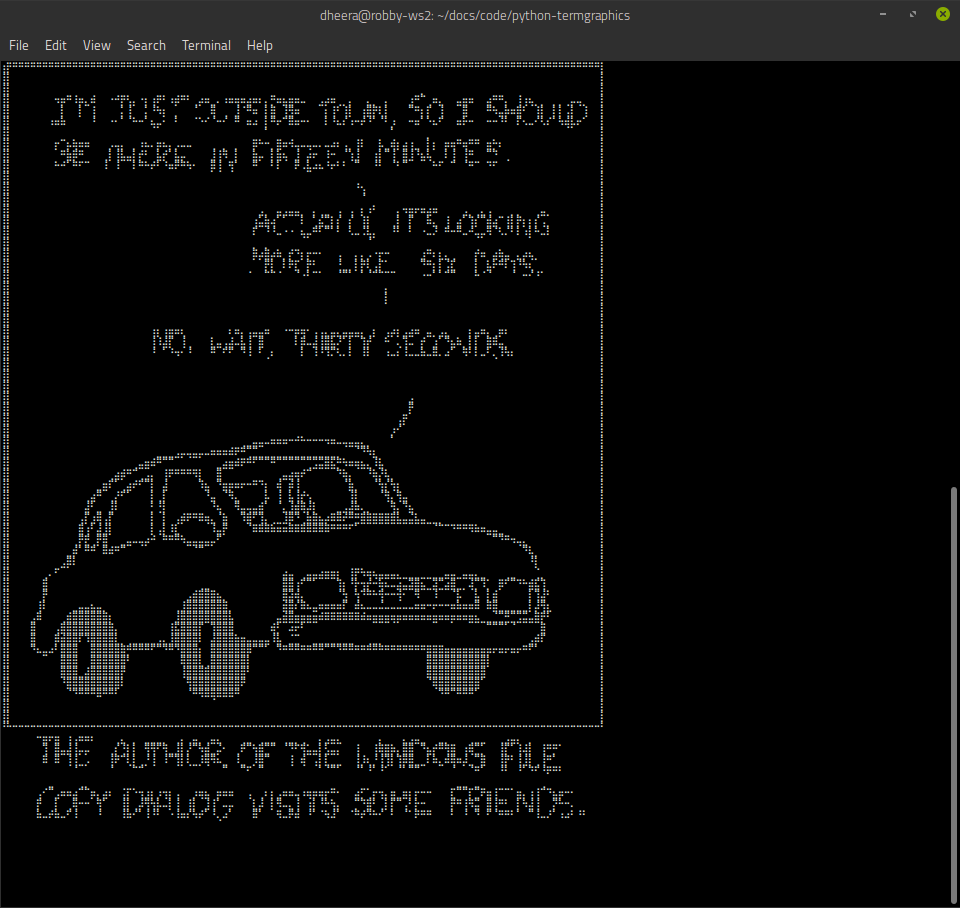 dheera@robby-ws2: ~/docs/code/python-termgraphics
File Edit View Search Terminal Help
I'M JUST OUTSIDE TOWN, SO I SHOULD
BE THERE IN FIFTEEN MINUTES.
ACTUALLY, IT'S LOOKING
MORE LIKE SIX DAYS.
NO, WAIT, THIRTY SECONDS.
THE AUTHOR OF THE WINDOWS FILE
COPY DIALOG VISITS SOME FRIENDS.